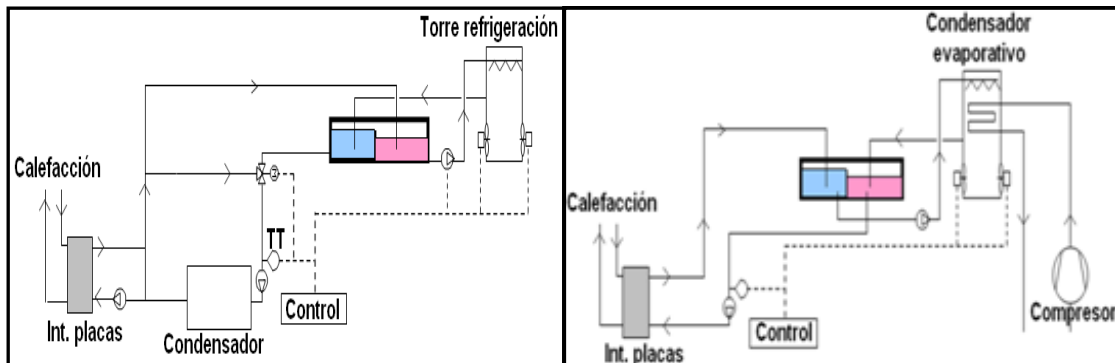 Torre refrigeración
Calefacción
TT
Control
Int. placas
Condensador
Condensador
evaporativo
Calefacción
Control
Int. placas
Compresor